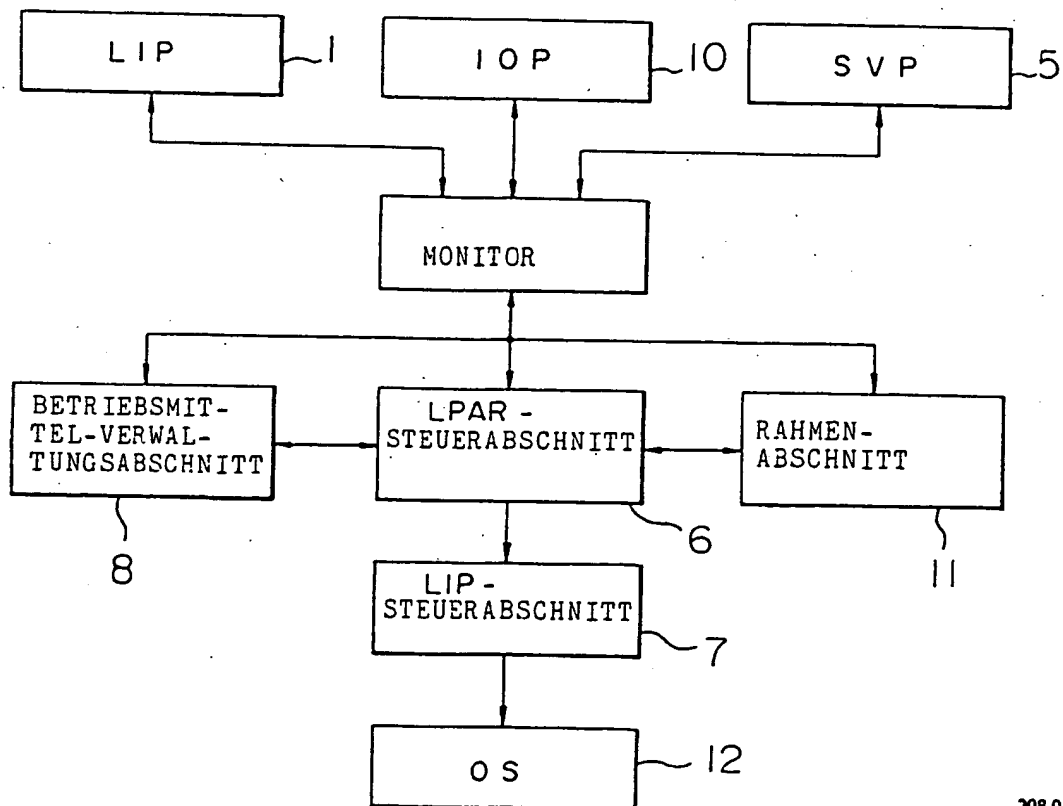 LIP
1
IOP
10
SVP
5
MONITOR
BETRIEBSMIT-
TEL-VERWAL-
TUNGSABSCHNITT
8
LPAR-
STEUERABSCHNITT
6
RAHMEN-
ABSCHNITT
11
LIP-
STEUERABSCHNITT
7
OS
12